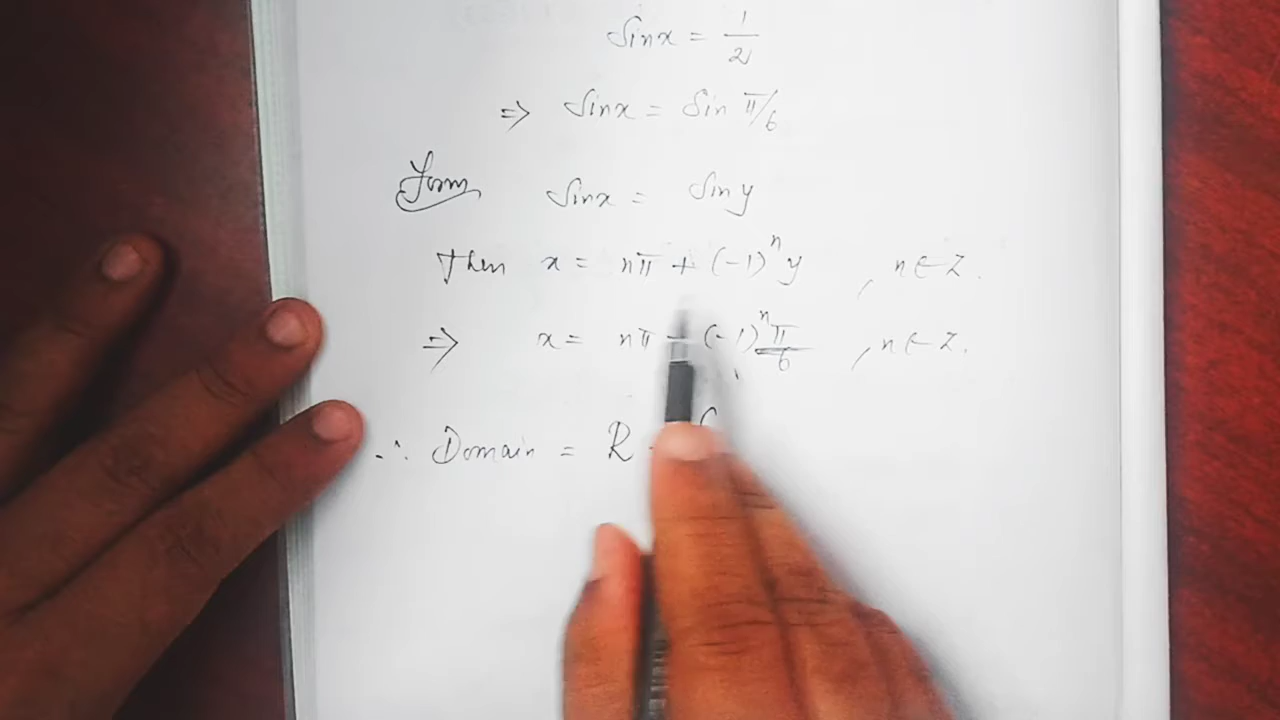 Sinx = 1/2
⇒ Sinx = Sin π/6
Form Sinx = Siny
Then x = nπ + (-1)^n y , n ∈ Z.
⇒ x = nπ + (-1)^n π/6 , n ∈ Z.
∴ Domain = R -